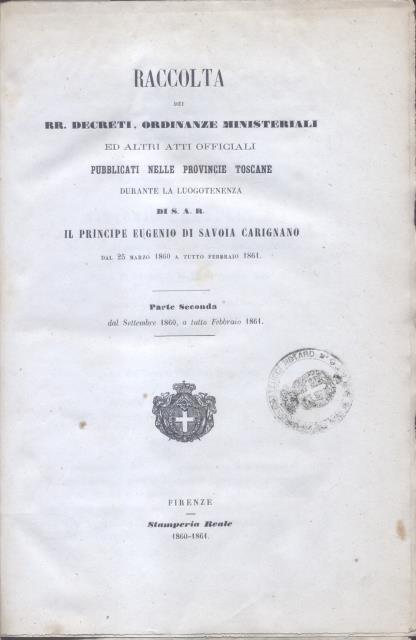 RACCOLTA
DEI
RR. DECRETI, ORDINANZE MINISTERIALI
ED ALTRI ATTI OFFICIALI
PUBBLICATI NELLE PROVINCIE TOSCANE
DURANTE LA LUOGOTENENZA
DI S. A. R.
IL PRINCIPE EUGENIO DI SAVOIA CARIGNANO
DAL 25 MARZO 1860 A TUTTO FEBBRAIO 1861.
Parte Seconda
dal Settembre 1860, a tutto Febbraio 1861.
FIRENZE
Stamperia Reale
1860-1861.